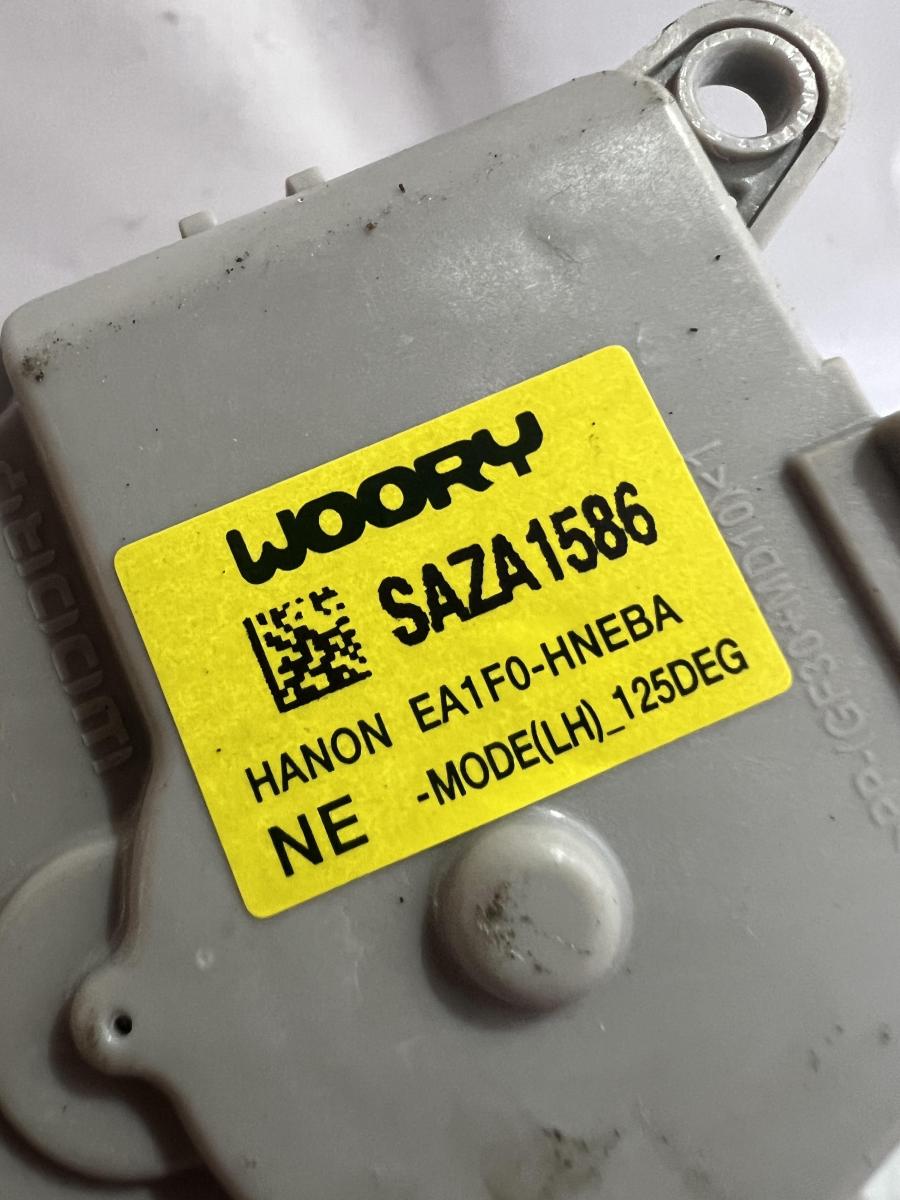 WOORY
SAZA1586
HANON EA1F0-HNEBA
NE -MODE(LH)_125DEG